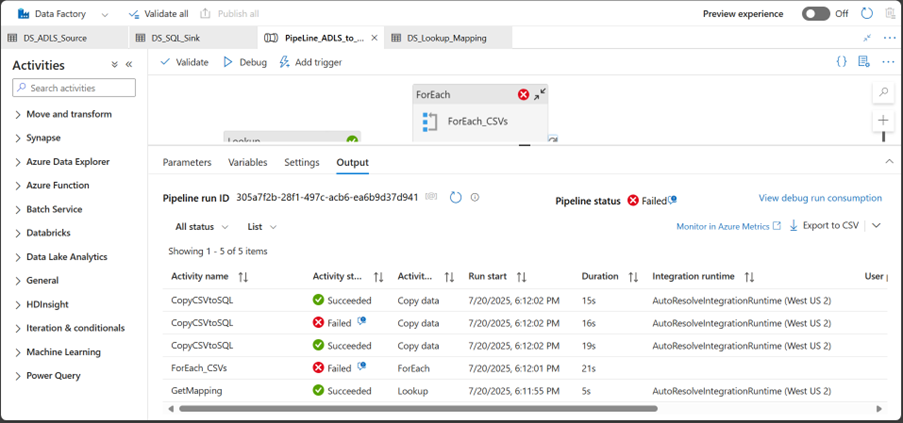 Data Factory Validate all Publish all Preview experience Off
DS_ADLS_Source DS_SQL_Sink PipeLine_ADLS_to_... DS_Lookup_Mapping
Activities
Validate Debug Add trigger
Search activities
Move and transform
Synapse
Azure Data Explorer
Azure Function
Batch Service
Databricks
Data Lake Analytics
General
HDInsight
Iteration & conditionals
Machine Learning
Power Query
ForEach
ForEach_CSVs
Lookup
Parameters Variables Settings Output
Pipeline run ID 305a7f2b-28f1-497c-acb6-ea6b9d37d941 Pipeline status Failed View debug run consumption
All status List Monitor in Azure Metrics Export to CSV
Showing 1 - 5 of 5 items
Activity name Activity st... Activit... Run start Duration Integration runtime User p
CopyCSVtoSQL Succeeded Copy data 7/20/2025, 6:12:02 PM 15s AutoResolveIntegrationRuntime (West US 2)
CopyCSVtoSQL Failed Copy data 7/20/2025, 6:12:02 PM 16s AutoResolveIntegrationRuntime (West US 2)
CopyCSVtoSQL Succeeded Copy data 7/20/2025, 6:12:02 PM 19s AutoResolveIntegrationRuntime (West US 2)
ForEach_CSVs Failed ForEach 7/20/2025, 6:12:01 PM 21s
GetMapping Succeeded Lookup 7/20/2025, 6:11:55 PM 5s AutoResolveIntegrationRuntime (West US 2)